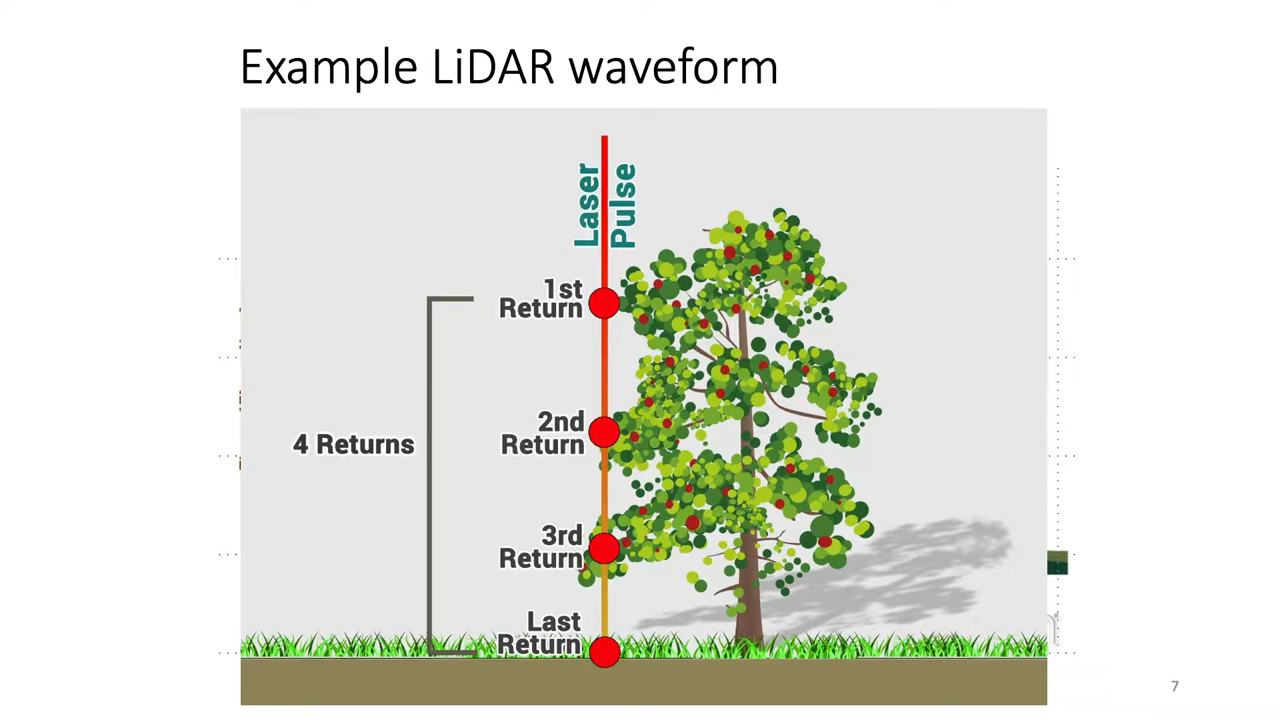 Example LiDAR waveform
Laser
Pulse
1st
Return
2nd
Return
4 Returns
3rd
Return
Last
Return
7